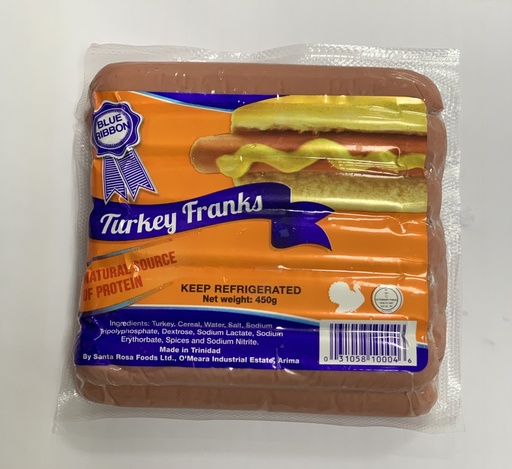 BLUE
RIBBON
Turkey Franks
NATURAL SOURCE
OF PROTEIN
KEEP REFRIGERATED
Net weight: 450g
Ingredients: Turkey, Cereal, Water, Salt, Sodium
Tripolyphosphate, Dextrose, Sodium Lactate, Sodium
Erythorbate, Spices and Sodium Nitrite.
Made in Trinidad
By Santa Rosa Foods Ltd., O'Meara Industrial Estate, Arima
0 31058 10004 6